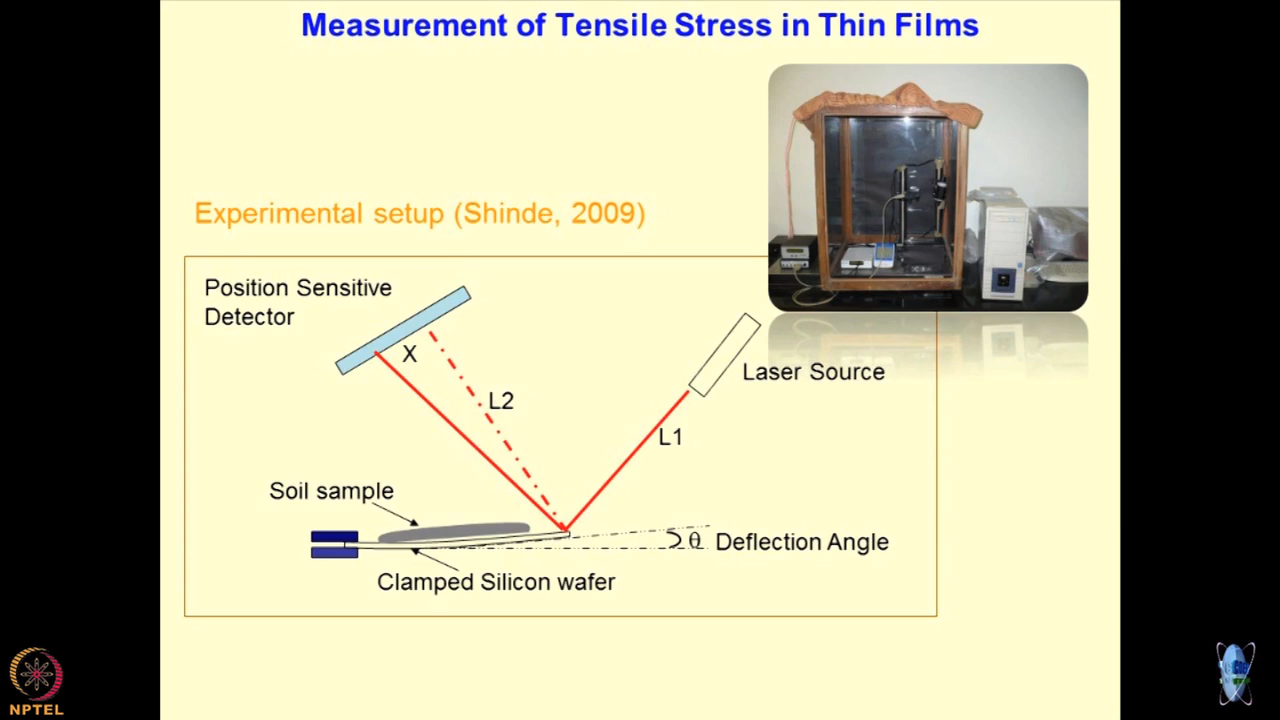 Measurement of Tensile Stress in Thin Films
Experimental setup (Shinde, 2009)
Position Sensitive
Detector
X
Laser Source
L2
L1
Soil sample
θ Deflection Angle
Clamped Silicon wafer
NPTEL